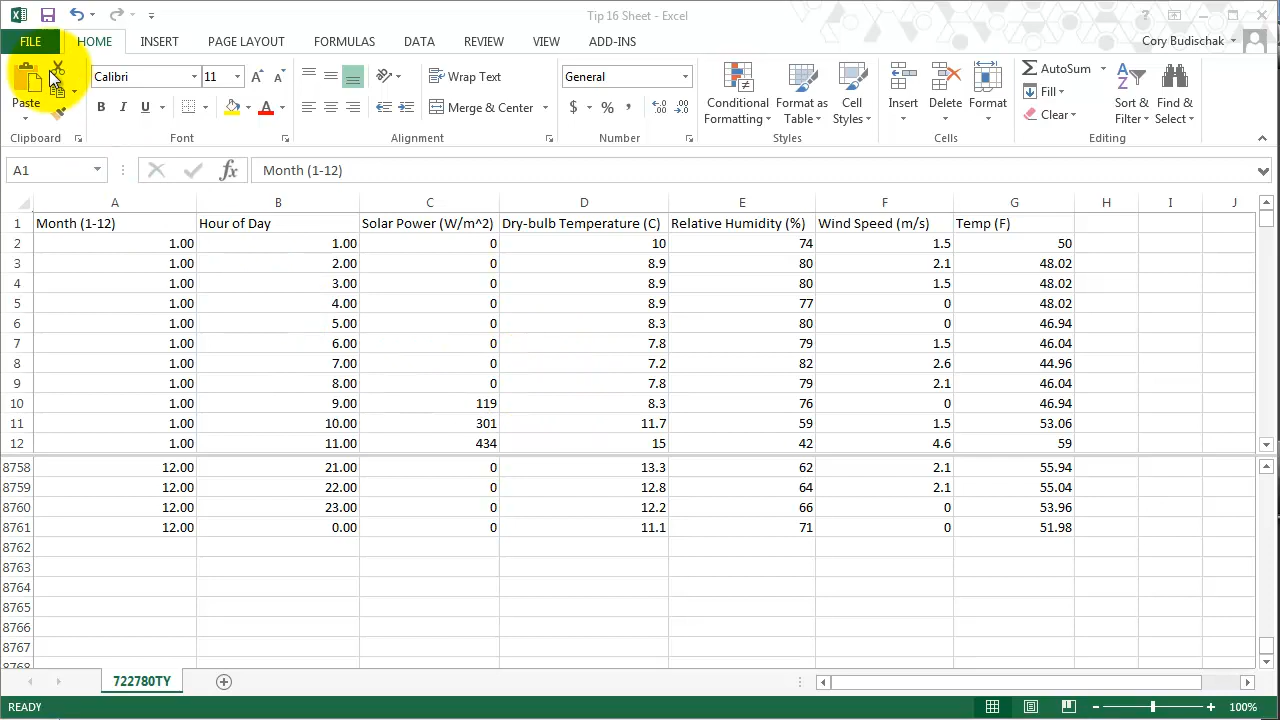 Tip 16 Sheet - Excel
FILE HOME INSERT PAGE LAYOUT FORMULAS DATA REVIEW VIEW ADD-INS Cory Budischak
Calibri 11 Wrap Text General AutoSum
Fill
Paste B I U Merge & Center $ % , Conditional Formatting Format as Table Cell Styles Insert Delete Format Clear Sort & Filter Find & Select
Clipboard Font Alignment Number Styles Cells Editing
A1 fx Month (1-12)
A B C D E F G H I J
1 Month (1-12) Hour of Day Solar Power (W/m^2) Dry-bulb Temperature (C) Relative Humidity (%) Wind Speed (m/s) Temp (F)
2 1.00 1.00 0 10 74 1.5 50
3 1.00 2.00 0 8.9 80 2.1 48.02
4 1.00 3.00 0 8.9 80 1.5 48.02
5 1.00 4.00 0 8.9 77 0 48.02
6 1.00 5.00 0 8.3 80 0 46.94
7 1.00 6.00 0 7.8 79 1.5 46.04
8 1.00 7.00 0 7.2 82 2.6 44.96
9 1.00 8.00 0 7.8 79 2.1 46.04
10 1.00 9.00 119 8.3 76 0 46.94
11 1.00 10.00 301 11.7 59 1.5 53.06
12 1.00 11.00 434 15 42 4.6 59
8758 12.00 21.00 0 13.3 62 2.1 55.94
8759 12.00 22.00 0 12.8 64 2.1 55.04
8760 12.00 23.00 0 12.2 66 0 53.96
8761 12.00 0.00 0 11.1 71 0 51.98
8762
8763
8764
8765
8766
8767
8768
722780TY
READY 100%